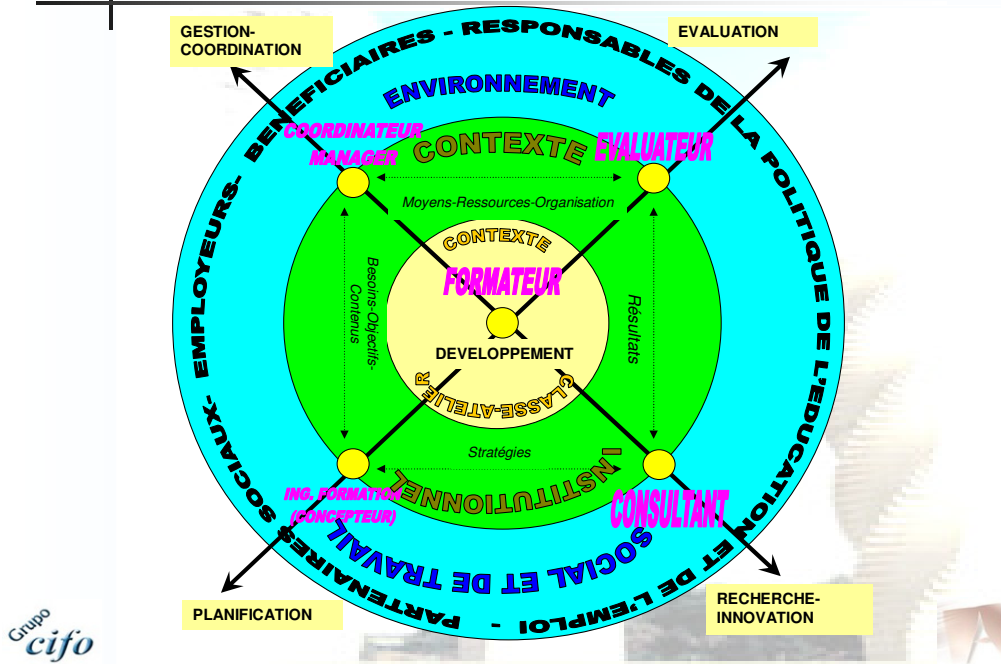 GESTION-
COORDINATION
EVALUATION
EMPLOYEURS- BENEFICIAIRES - RESPONSABLES DE LA POLITIQUE DE L'EDUCATION ET DE L'EMPLOI - PARTENAIRES SOCIAUX-
ENVIRONNEMENT
COORDINATEUR
MANAGER
CONTEXTE
EVALUATEUR
Moyens-Ressources-Organisation
CONTEXTE
FORMATEUR
Besoins-Objectifs-
Contenus
Résultats
DEVELOPPEMENT
CLASSE-ATELIER
Stratégies
INSTITUTIONNEL
ING. FORMATION
(CONCEPTEUR)
CONSULTANT
SOCIAL ET DE TRAVAIL
PLANIFICATION
RECHERCHE-
INNOVATION
Grupo
cifo